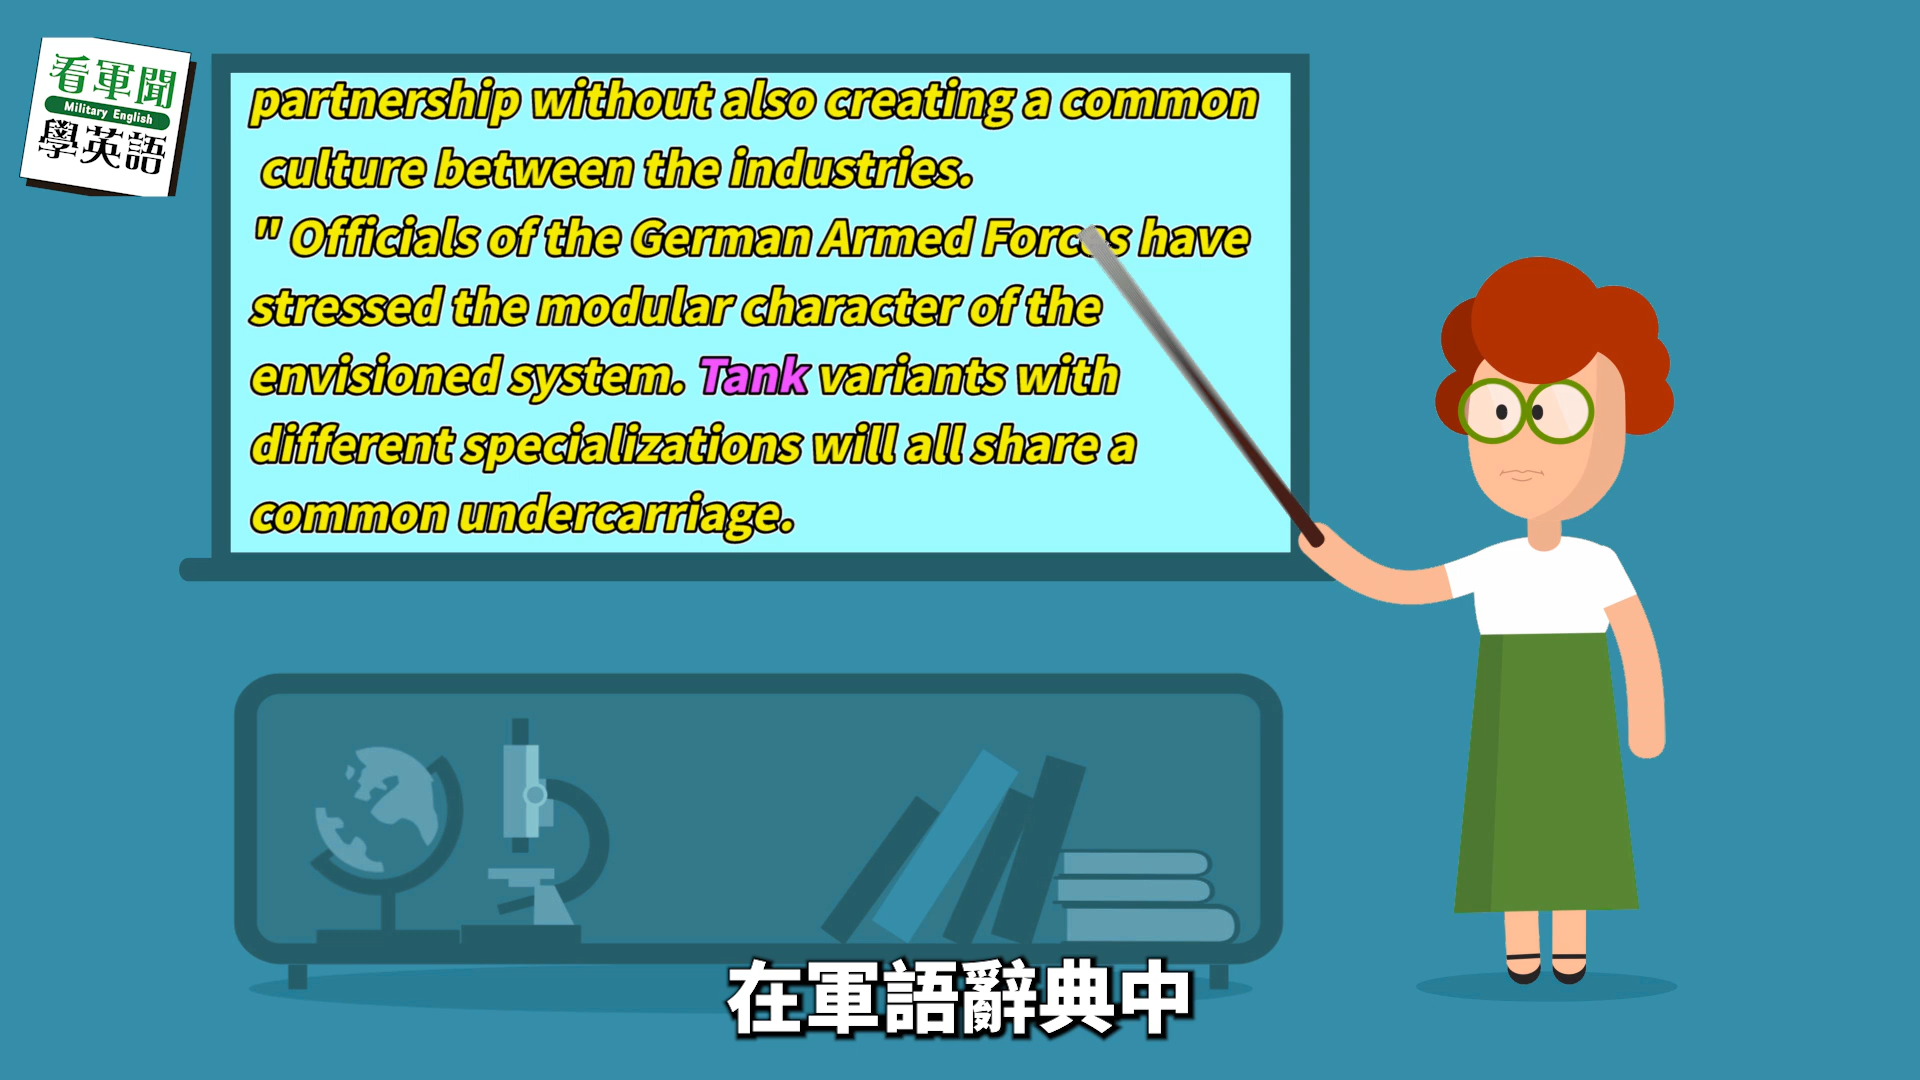 看軍聞
Military English
學英語
partnership without also creating a common
culture between the industries.
" Officials of the German Armed Forces have
stressed the modular character of the
envisioned system. Tank variants with
different specializations will all share a
common undercarriage.
在軍語辭典中